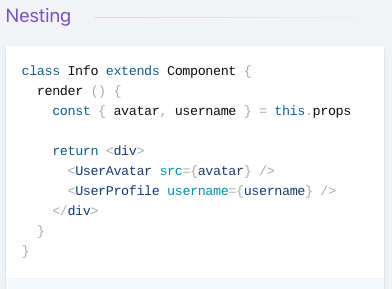 Nesting
class Info extends Component {
  render () {
    const { avatar, username } = this.props

    return <div>
      <UserAvatar src={avatar} />
      <UserProfile username={username} />
    </div>
  }
}